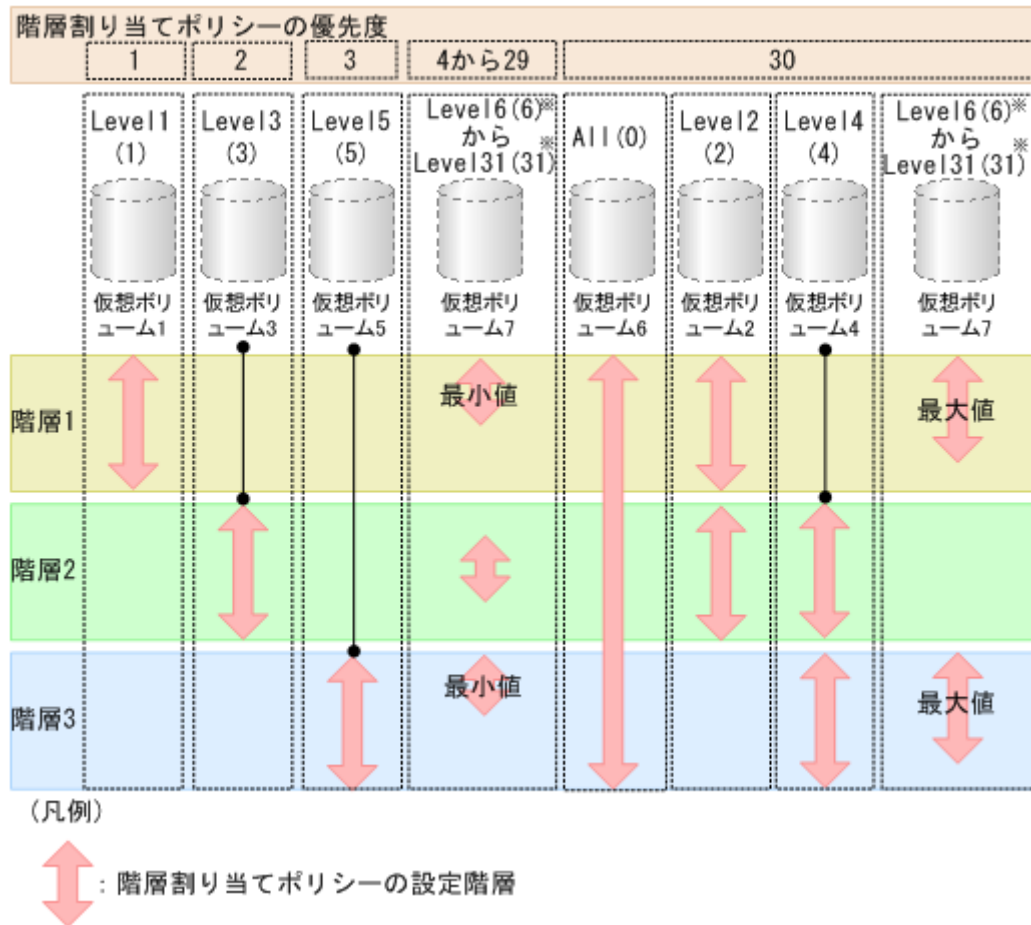 階層割り当てポリシーの優先度
1 2 3 4から29 30
Level1
(1)
Level3
(3)
Level5
(5)
Level6(6)※
から
Level31(31)※
All(0)
Level2
(2)
Level4
(4)
Level6(6)※
から
Level31(31)※
仮想ボリ
ューム1
仮想ボリ
ューム3
仮想ボリ
ューム5
仮想ボリ
ューム7
仮想ボリ
ューム6
仮想ボリ
ューム2
仮想ボリ
ューム4
仮想ボリ
ューム7
階層1
最小値
最大値
階層2
階層3
最小値
最大値
(凡例)
：階層割り当てポリシーの設定階層